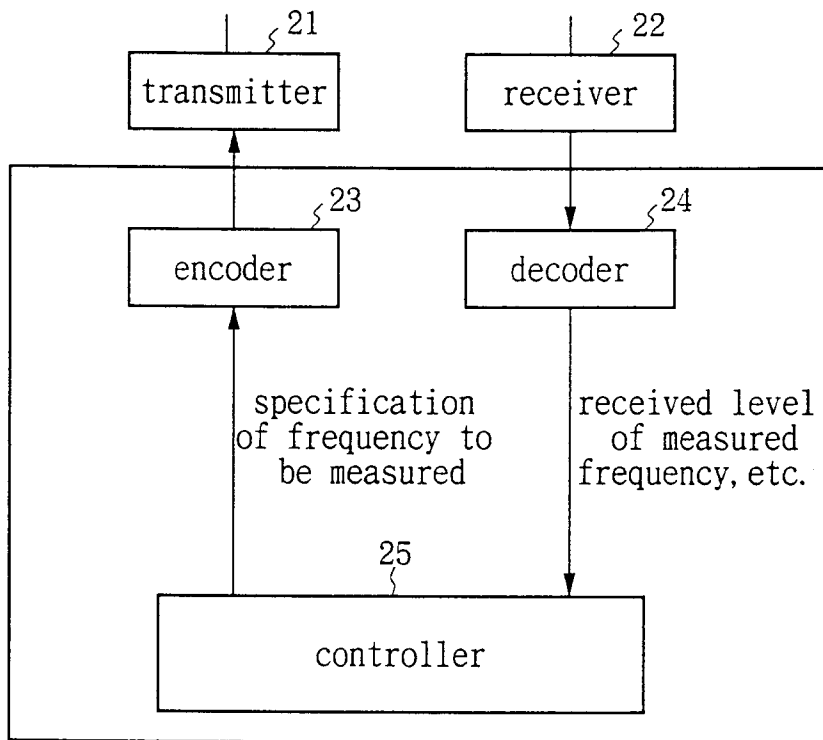 21
22
transmitter
receiver
23
24
encoder
decoder
specification
of frequency to
be measured
received level
of measured
frequency, etc.
25
controller